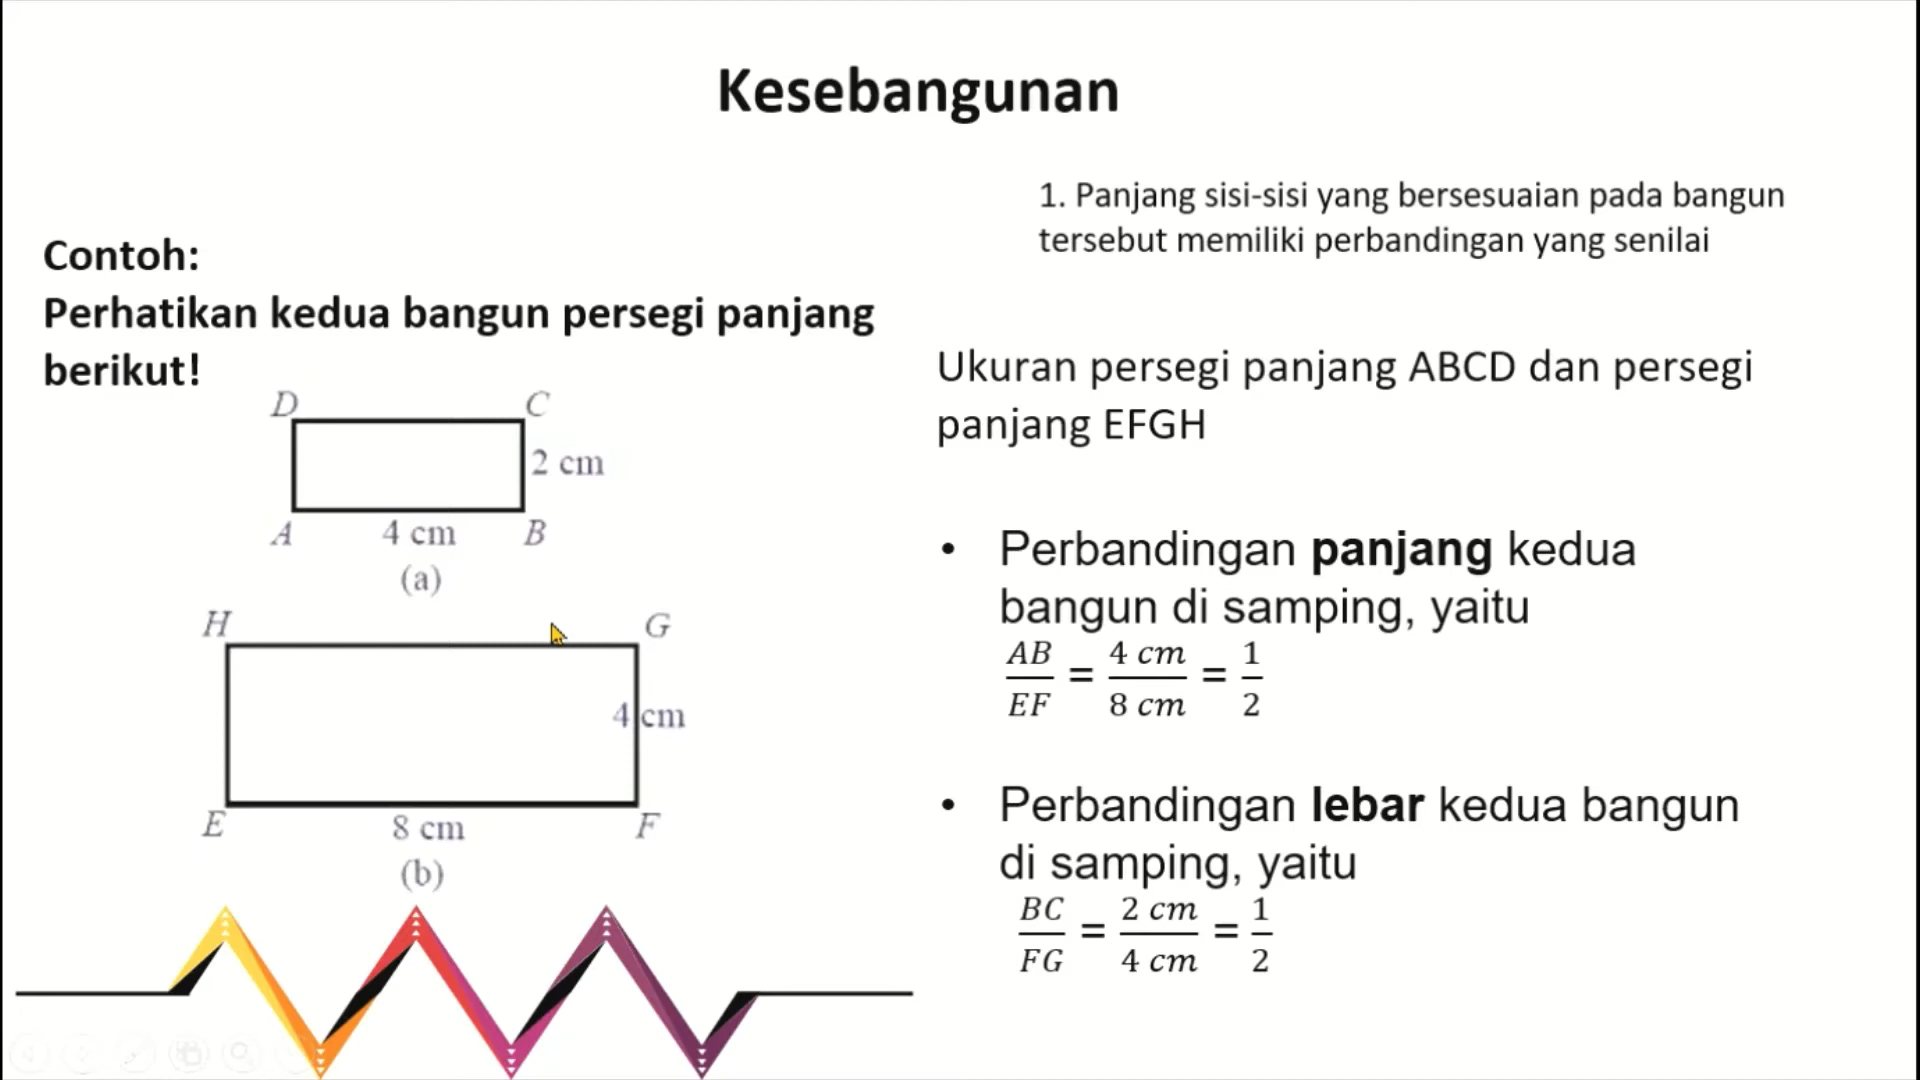 Kesebangunan
Contoh:
Perhatikan kedua bangun persegi panjang
berikut!
D C
2 cm
A 4 cm B
(a)
H G
4 cm
E 8 cm F
(b)
1. Panjang sisi-sisi yang bersesuaian pada bangun
tersebut memiliki perbandingan yang senilai
Ukuran persegi panjang ABCD dan persegi
panjang EFGH
• Perbandingan panjang kedua
bangun di samping, yaitu
AB/EF = 4 cm/8 cm = 1/2
• Perbandingan lebar kedua bangun
di samping, yaitu
BC/FG = 2 cm/4 cm = 1/2